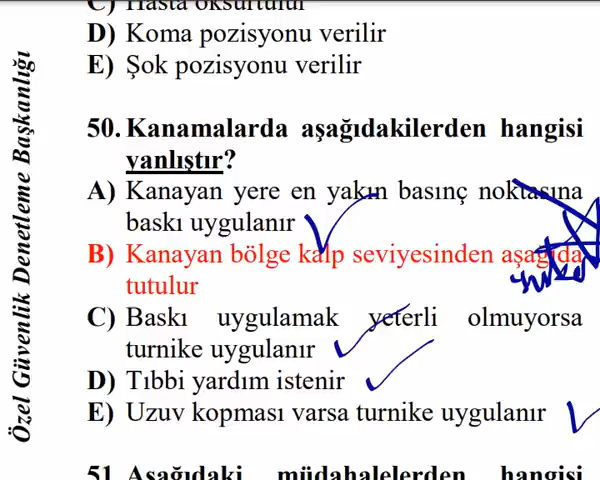 C) Hasta öksürtülür
D) Koma pozisyonu verilir
E) Şok pozisyonu verilir
Özel Güvenlik Denetleme Başkanlığı
50. Kanamalarda aşağıdakilerden hangisi
yanlıştır?
A) Kanayan yere en yakın basınç noktasına
baskı uygulanır
B) Kanayan bölge kalp seviyesinden aşağıda
tutulur
C) Baskı uygulamak yeterli olmuyorsa
turnike uygulanır
D) Tıbbi yardım istenir
E) Uzuv kopması varsa turnike uygulanır
51. Aşağıdaki müdahalelerden hangisi